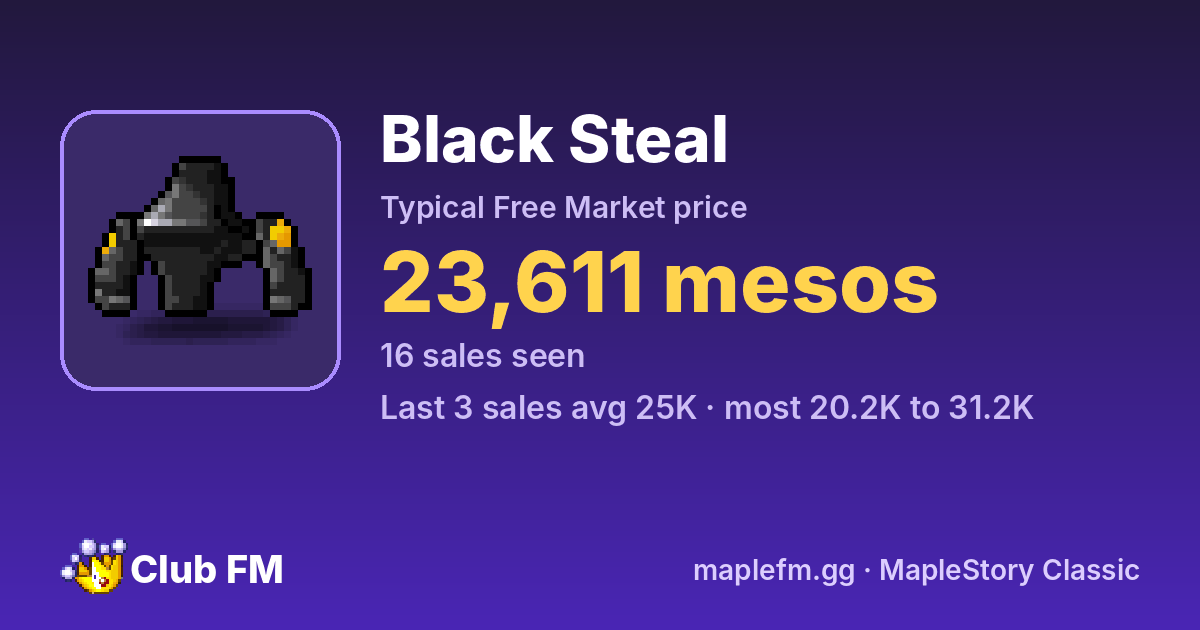 Black Steal
Typical Free Market price
23,611 mesos
16 sales seen
Last 3 sales avg 25K · most 20.2K to 31.2K
Club FM
maplefm.gg · MapleStory Classic